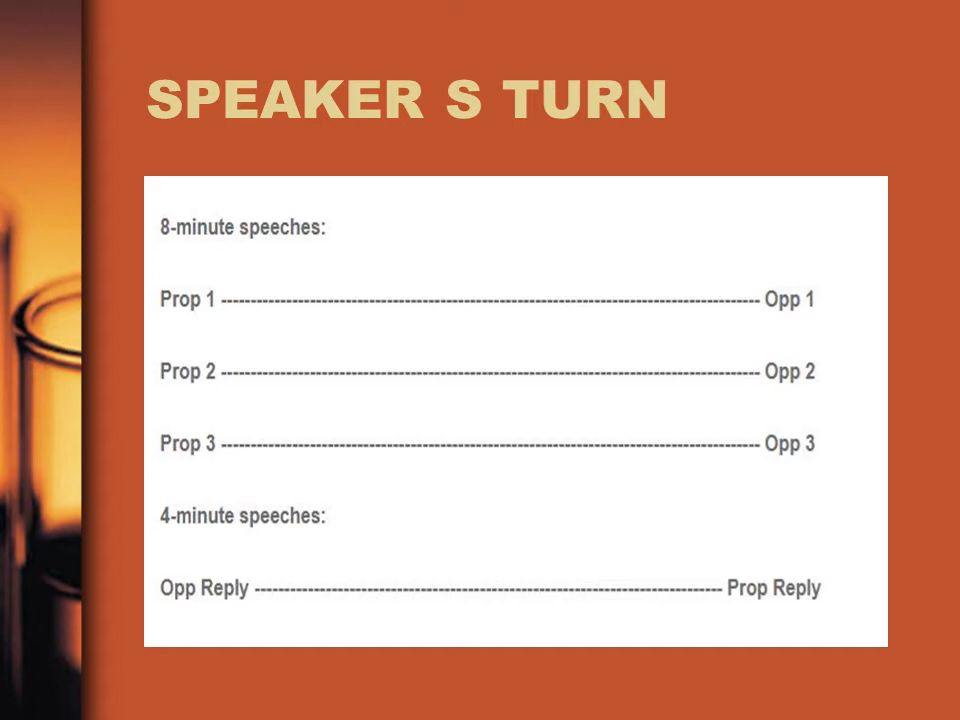 SPEAKER S TURN
8-minute speeches:
Prop 1 ------------------------------------------------------------------------------------------- Opp 1
Prop 2 ------------------------------------------------------------------------------------------- Opp 2
Prop 3 ------------------------------------------------------------------------------------------- Opp 3
4-minute speeches:
Opp Reply ------------------------------------------------------------------------------- Prop Reply